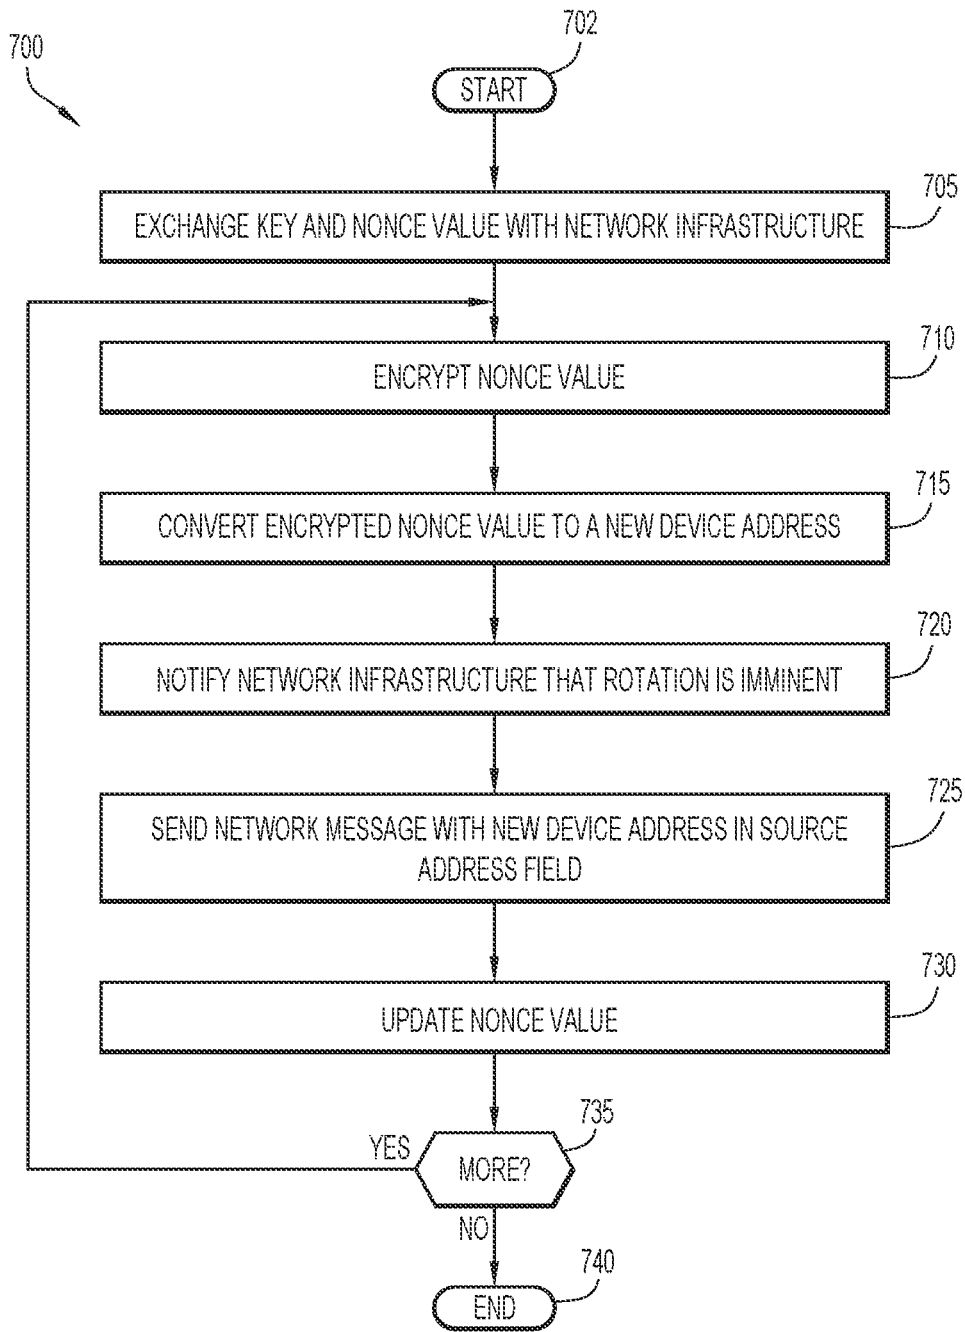 700
702
START
705
EXCHANGE KEY AND NONCE VALUE WITH NETWORK INFRASTRUCTURE
710
ENCRYPT NONCE VALUE
715
CONVERT ENCRYPTED NONCE VALUE TO A NEW DEVICE ADDRESS
720
NOTIFY NETWORK INFRASTRUCTURE THAT ROTATION IS IMMINENT
725
SEND NETWORK MESSAGE WITH NEW DEVICE ADDRESS IN SOURCE
ADDRESS FIELD
730
UPDATE NONCE VALUE
735
YES
MORE?
NO
740
END